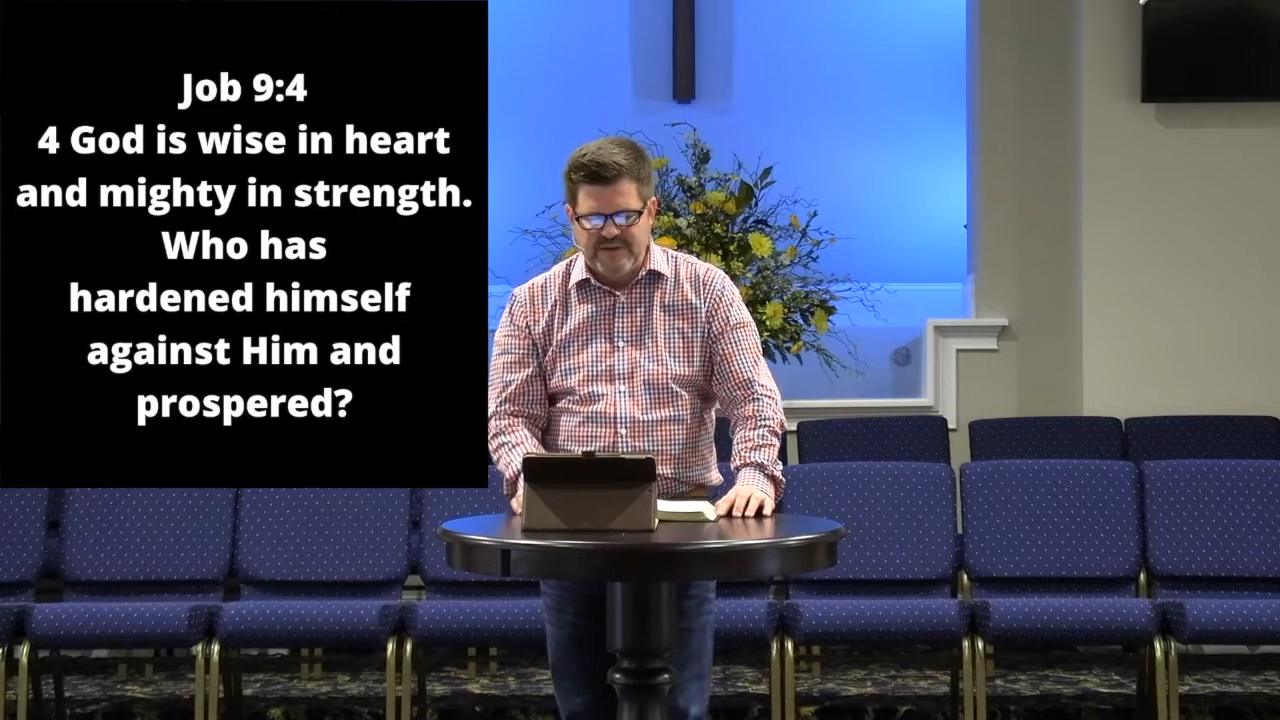 Job 9:4
4 God is wise in heart
and mighty in strength.
Who has
hardened himself
against Him and
prospered?